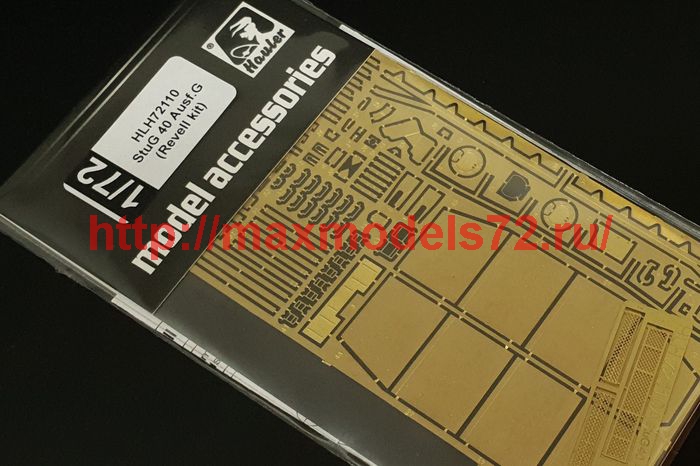 Hauler
®
HLH72110
StuG 40 Ausf.G
(Revell kit)
1/72
model accessories
http://maxmodels72.ru/